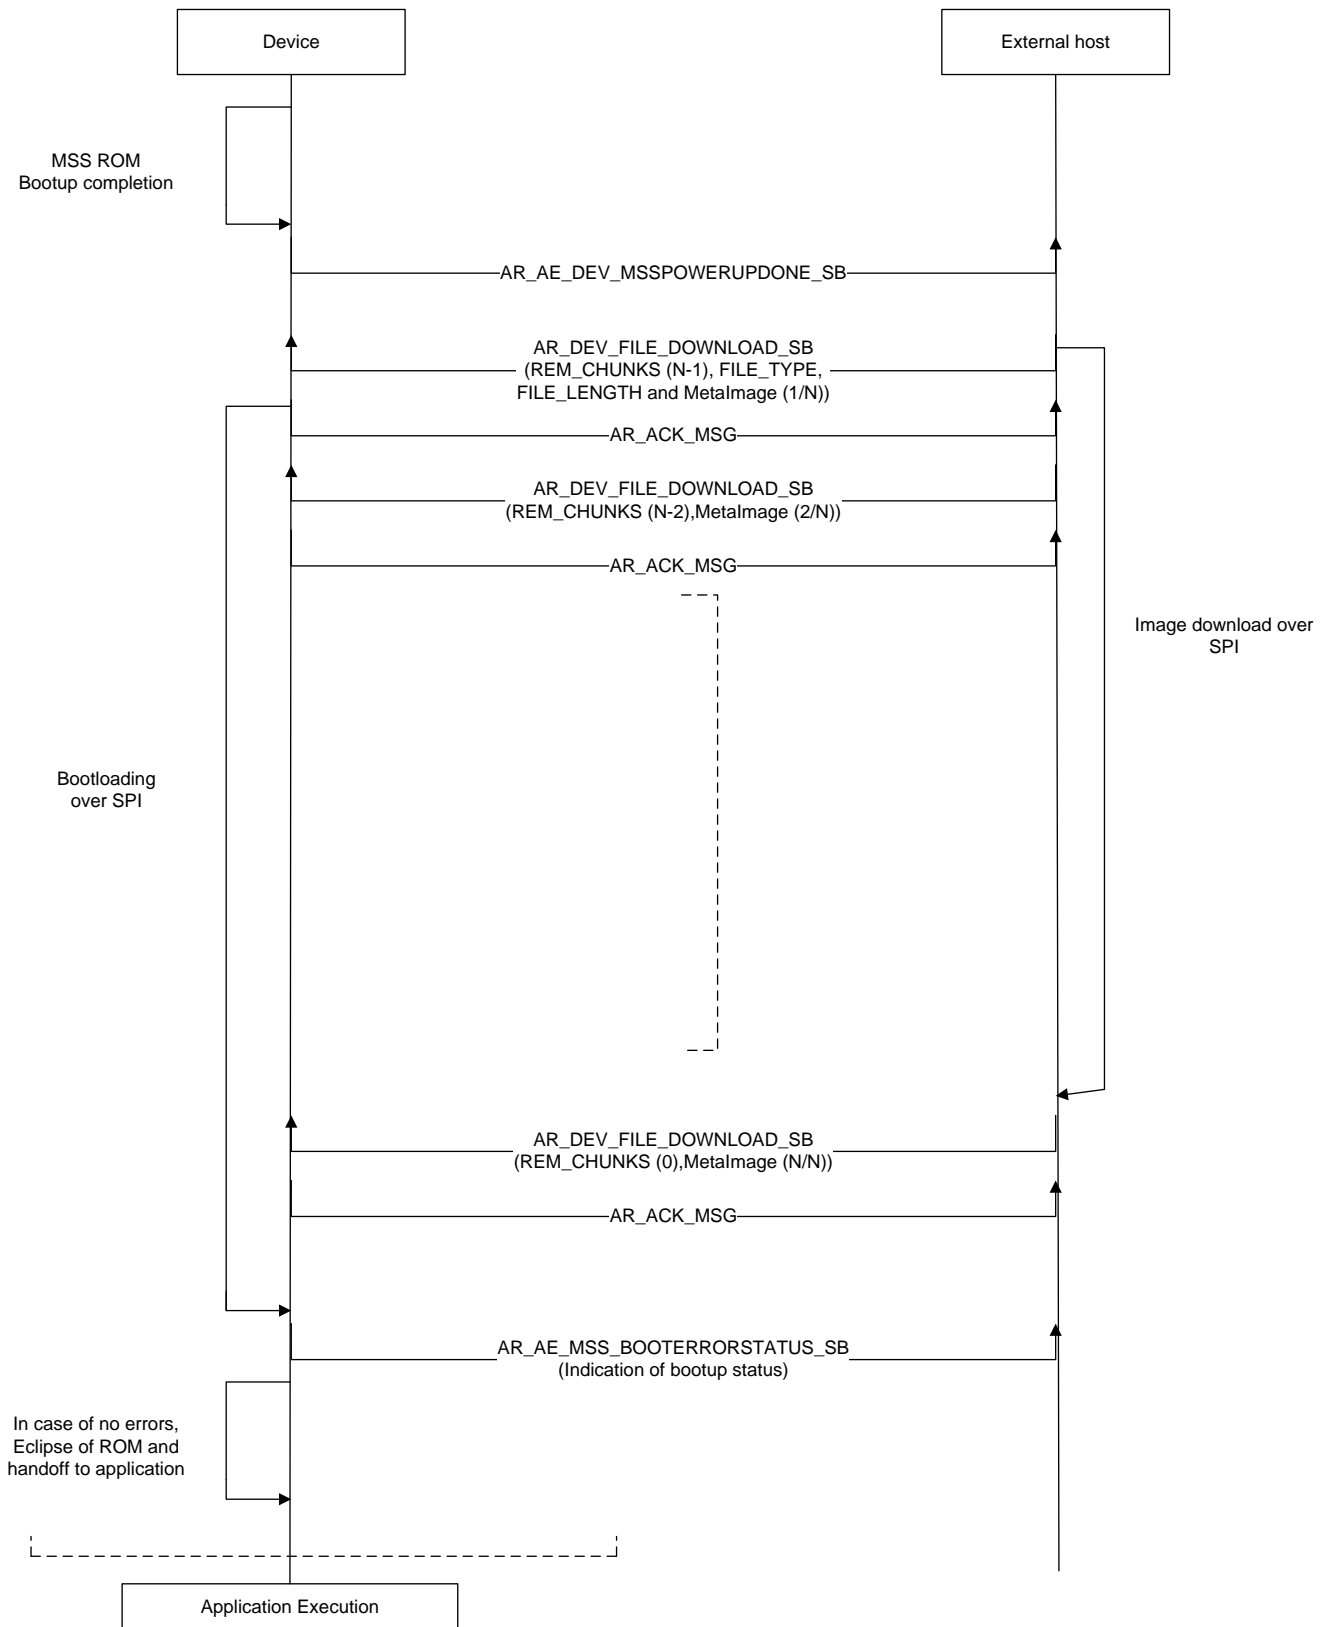 Device
External host
MSS ROM
Bootup completion
AR_AE_DEV_MSSPOWERUPDONE_SB
AR_DEV_FILE_DOWNLOAD_SB
(REM_CHUNKS (N-1), FILE_TYPE,
FILE_LENGTH and MetaImage (1/N))
AR_ACK_MSG
AR_DEV_FILE_DOWNLOAD_SB
(REM_CHUNKS (N-2),MetaImage (2/N))
AR_ACK_MSG
Image download over
SPI
Bootloading
over SPI
AR_DEV_FILE_DOWNLOAD_SB
(REM_CHUNKS (0),MetaImage (N/N))
AR_ACK_MSG
AR_AE_MSS_BOOTERRORSTATUS_SB
(Indication of bootup status)
In case of no errors,
Eclipse of ROM and
handoff to application
Application Execution